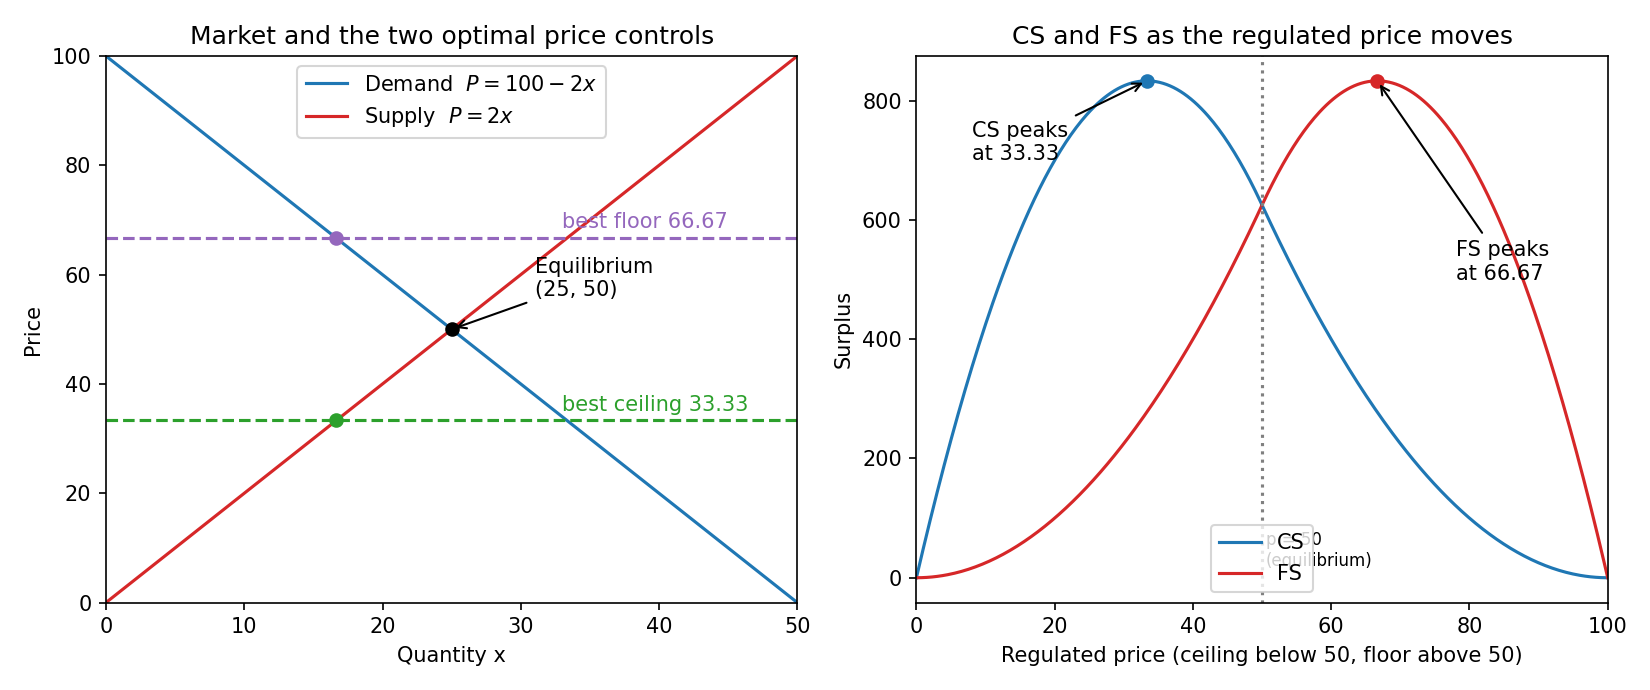 Market and the two optimal price controls
100
80
60
40
20
0
Price
Demand P = 100 − 2x
Supply P = 2x
best floor 66.67
Equilibrium
(25, 50)
best ceiling 33.33
0
10
20
30
40
50
Quantity x
CS and FS as the regulated price moves
800
600
400
200
0
Surplus
CS peaks
at 33.33
FS peaks
at 66.67
p = 50
(equilibrium)
CS
FS
0
20
40
60
80
100
Regulated price (ceiling below 50, floor above 50)